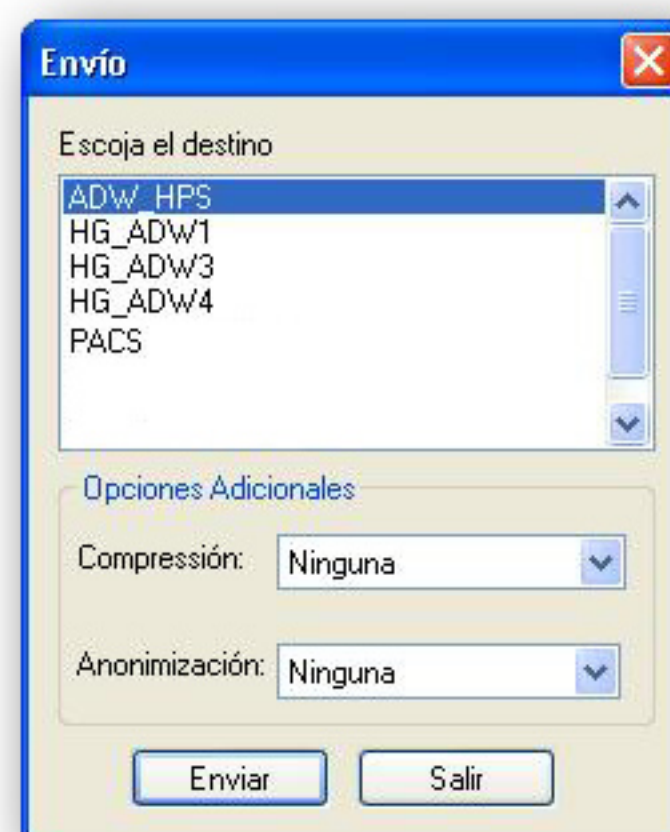 Envío
Escoja el destino
ADW_HPS
HG_ADW1
HG_ADW3
HG_ADW4
PACS
Opciones Adicionales
Compressión: Ninguna
Anonimización: Ninguna
Enviar Salir